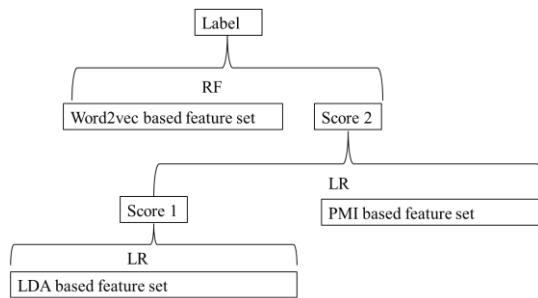 Label
RF
Word2vec based feature set
Score 2
LR
Score 1
PMI based feature set
LR
LDA based feature set